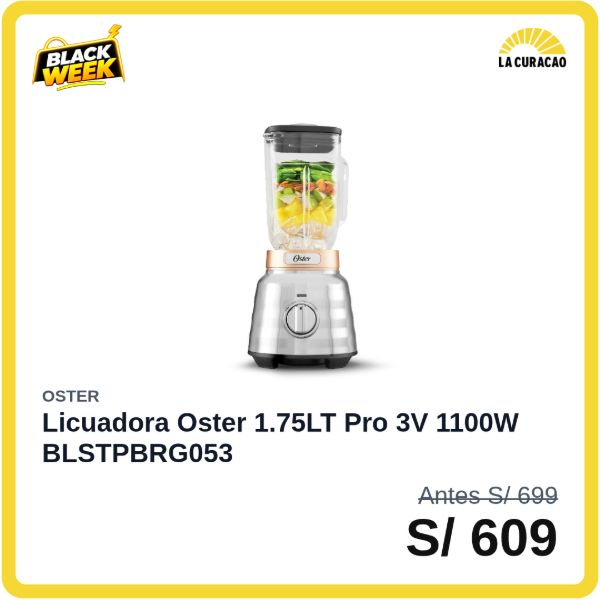 BLACK
WEEK
LA CURACAO
Oster
OSTER
Licuadora Oster 1.75LT Pro 3V 1100W
BLSTPBRG053
Antes S/ 699
S/ 609